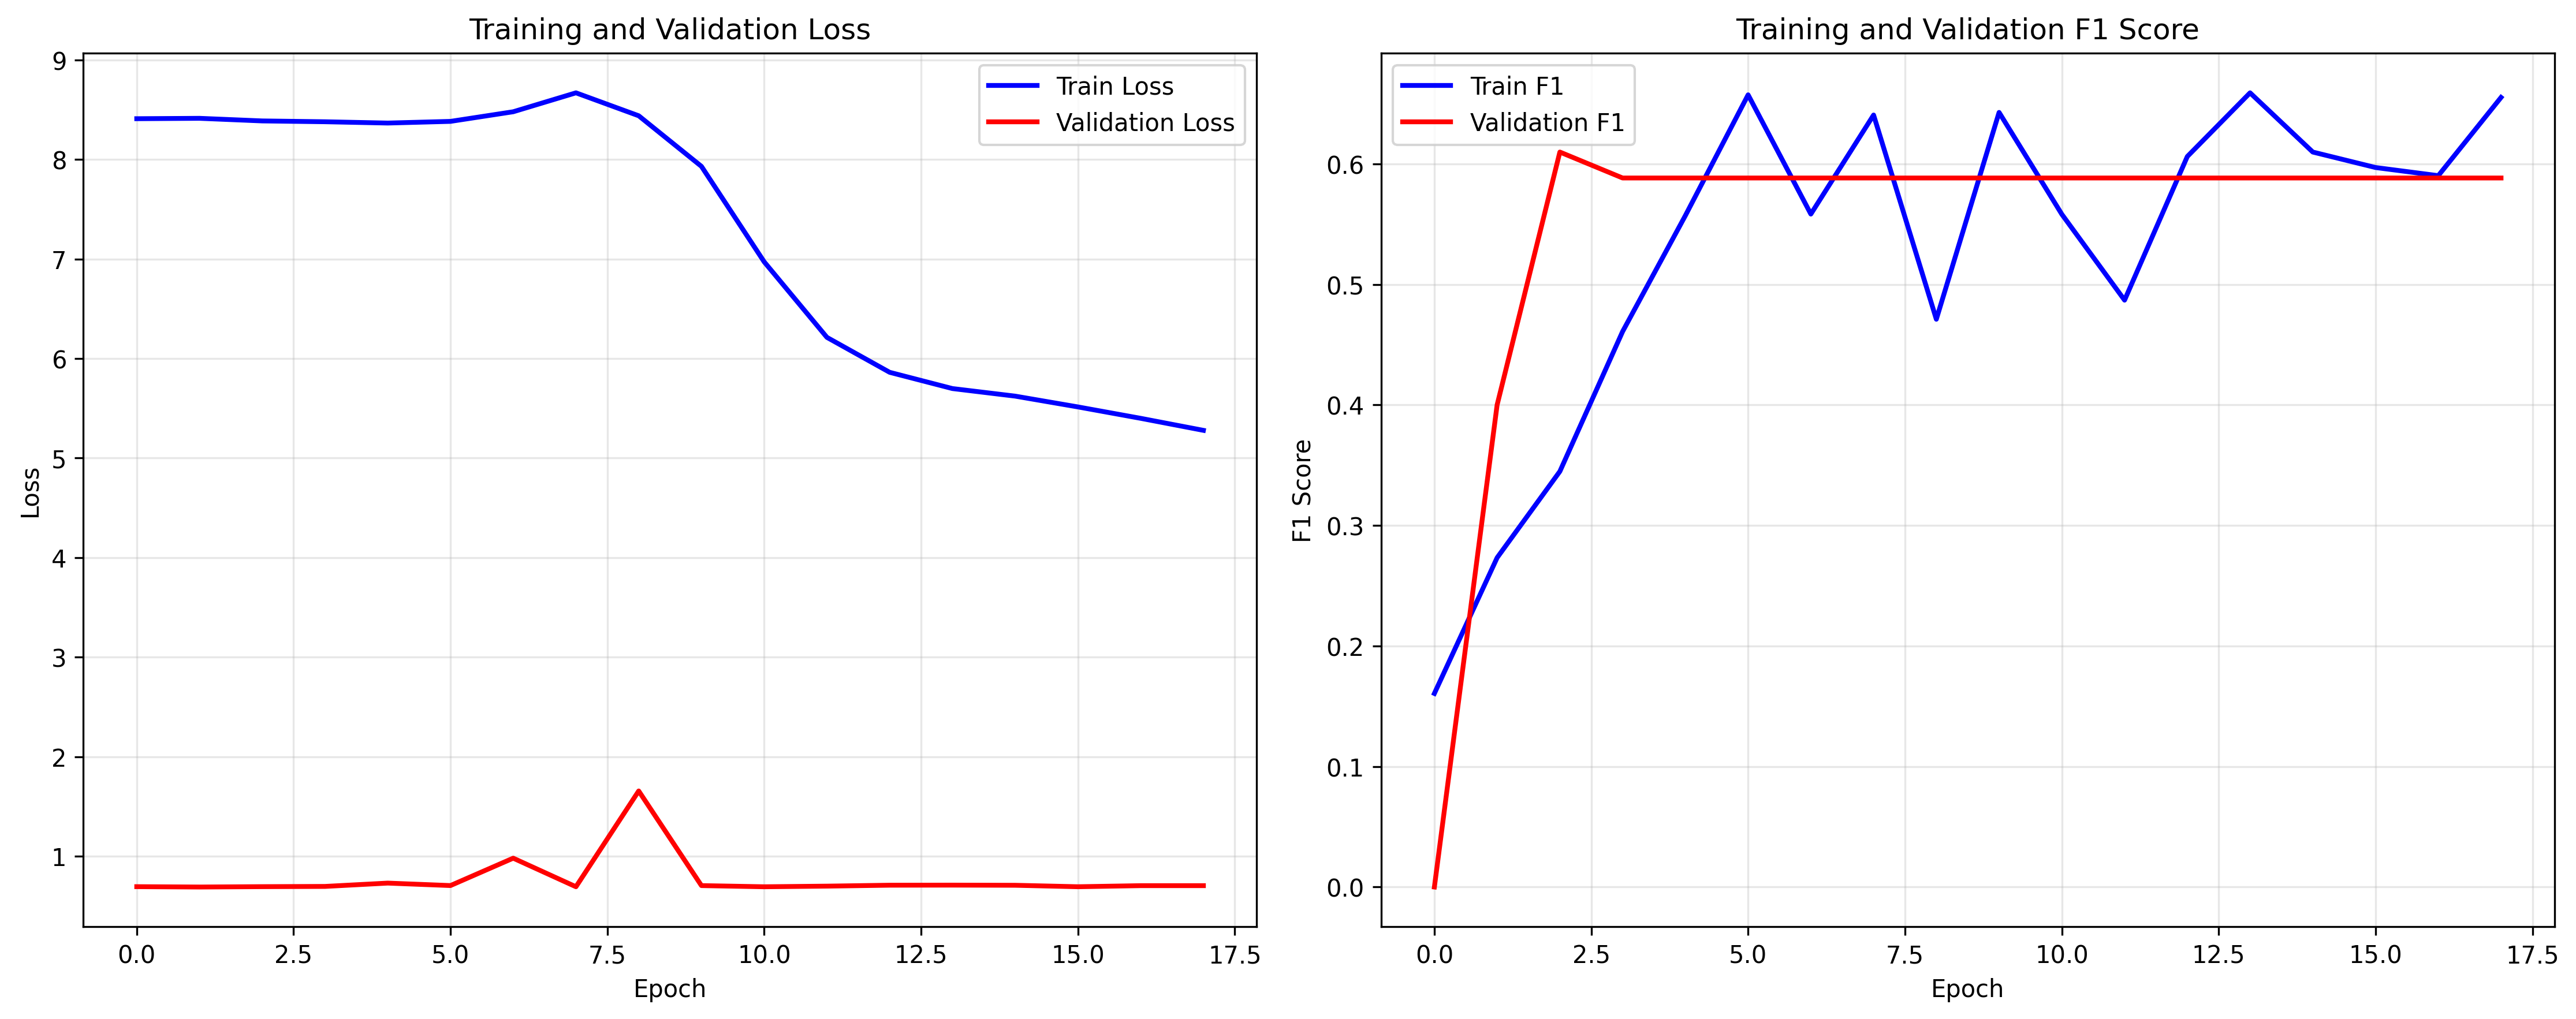 Training and Validation Loss
9
8
7
6
5
4
3
2
1
Loss
Train Loss
Validation Loss
0.0 2.5 5.0 7.5 10.0 12.5 15.0 17.5
Epoch
Training and Validation F1 Score
0.6
0.5
0.4
0.3
0.2
0.1
0.0
F1 Score
Train F1
Validation F1
0.0 2.5 5.0 7.5 10.0 12.5 15.0 17.5
Epoch